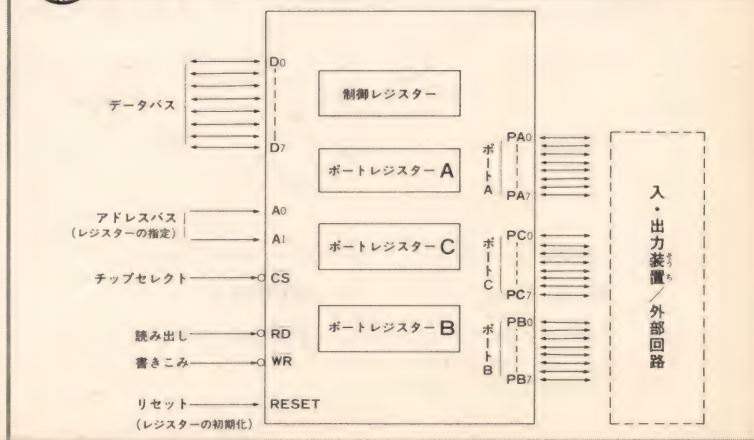 データバス
D0
D7
アドレスバス
(レジスターの指定)
A0
A1
チップセレクト
CS
読み出し
RD
書きこみ
WR
リセット
(レジスターの初期化)
RESET
制御レジスター
ポートレジスターA
ポートレジスターC
ポートレジスターB
ポートA
PA0
PA7
ポートC
PC0
PC7
ポートB
PB0
PB7
入・出力装置／外部回路
そうち